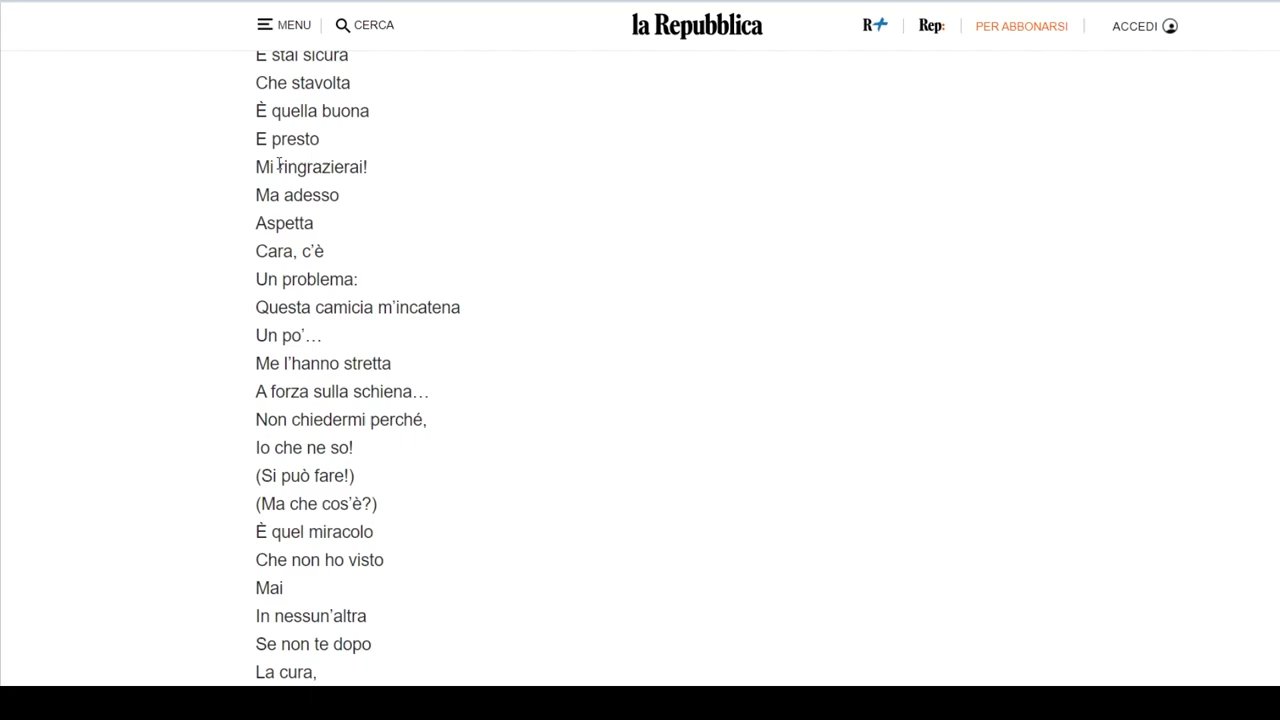 MENU
CERCA
la Repubblica
R+
Rep:
PER ABBONARSI
ACCEDI
E stai sicura
Che stavolta
È quella buona
E presto
Mi ringrazierai!
Ma adesso
Aspetta
Cara, c’è
Un problema:
Questa camicia m’incatena
Un po’…
Me l’hanno stretta
A forza sulla schiena…
Non chiedermi perché,
Io che ne so!
(Si può fare!)
(Ma che cos’è?)
È quel miracolo
Che non ho visto
Mai
In nessun’altra
Se non te dopo
La cura,